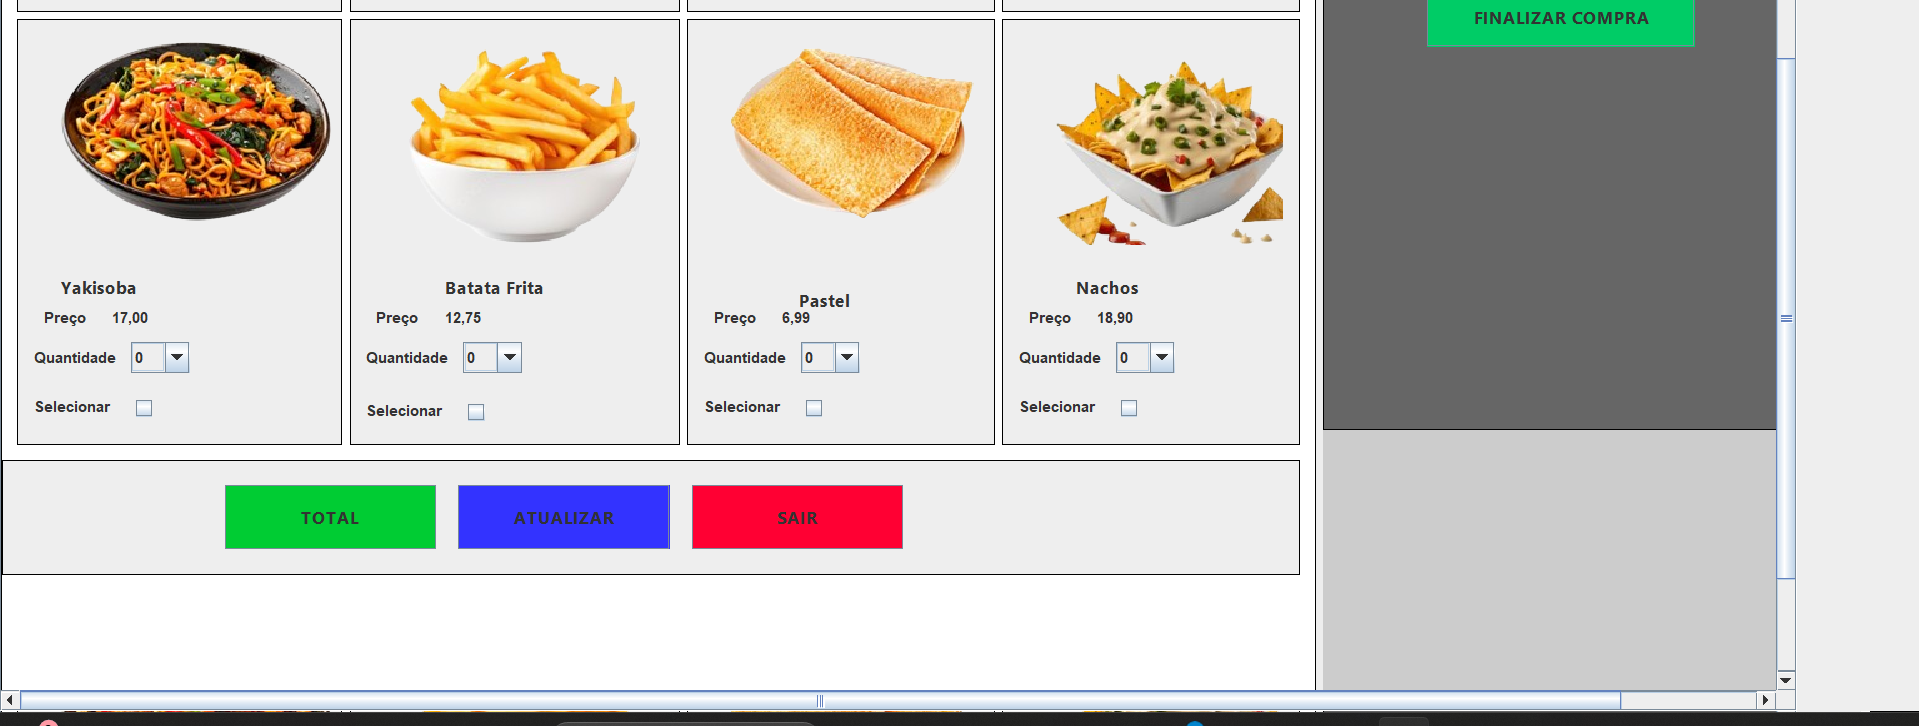 FINALIZAR COMPRA
Yakisoba
Preço 17,00
Quantidade 0
Selecionar
Batata Frita
Preço 12,75
Quantidade 0
Selecionar
Pastel
Preço 6,99
Quantidade 0
Selecionar
Nachos
Preço 18,90
Quantidade 0
Selecionar
TOTAL
ATUALIZAR
SAIR